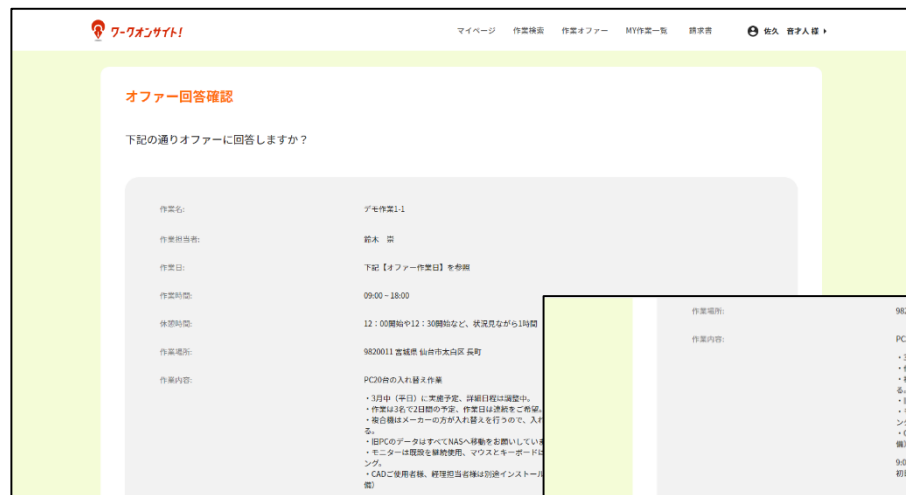 ワークオンサイト!
マイページ 作業検索 作業オファー MY作業一覧 請求書 佐久 音才人 様
オファー回答確認
下記の通りオファーに回答しますか？
作業名: デモ作業1-1
作業担当者: 鈴木 崇
作業日: 下記【オファー作業日】を参照
作業時間: 09:00 ~ 18:00
休憩時間: 12：00開始や12：30開始など、状況見ながら1時間
作業場所: 9820011 宮城県 仙台市太白区 長町
作業内容: PC20台の入れ替え作業
・3月中（平日）に実施予定、詳細日程は調整中。
・作業は3名で2日間の予定、作業日は連続をご希望。
・複合機はメーカーの方が入れ替えを行うので、入れ
る。
・旧PCのデータはすべてNASへ移動をお願いしてい
・モニターは既設を継続使用、マウスとキーボードは
ング。
・CADご使用者様、経理担当者様は別途インストール
備）
作業場所: 982
作業内容: PC
る。
ング
備）
9:0